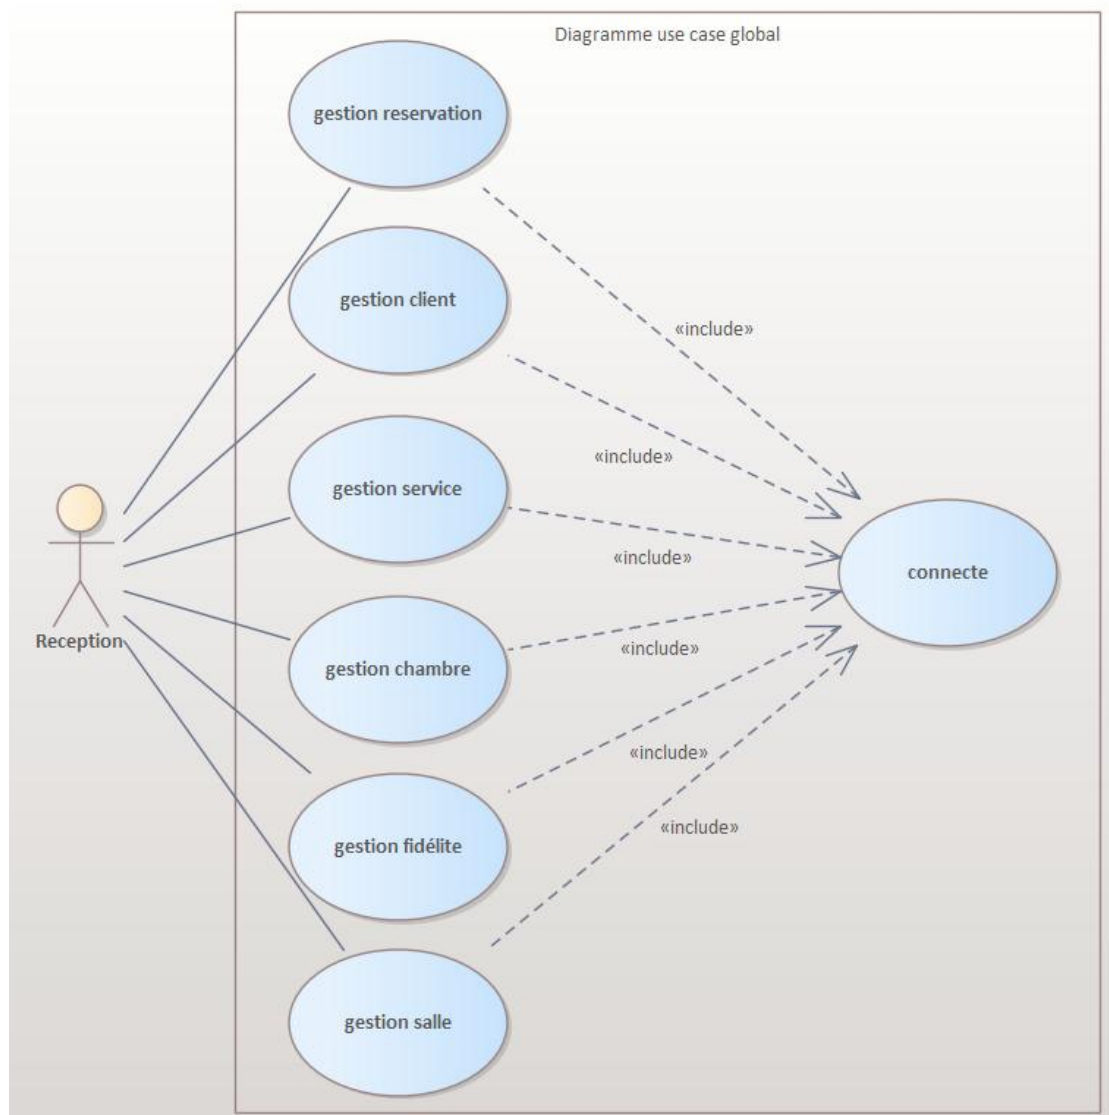 Diagramme use case global
gestion reservation
gestion client
«include»
«include»
gestion service
«include»
connecte
Reception
gestion chambre
«include»
«include»
gestion fidélite
«include»
gestion salle